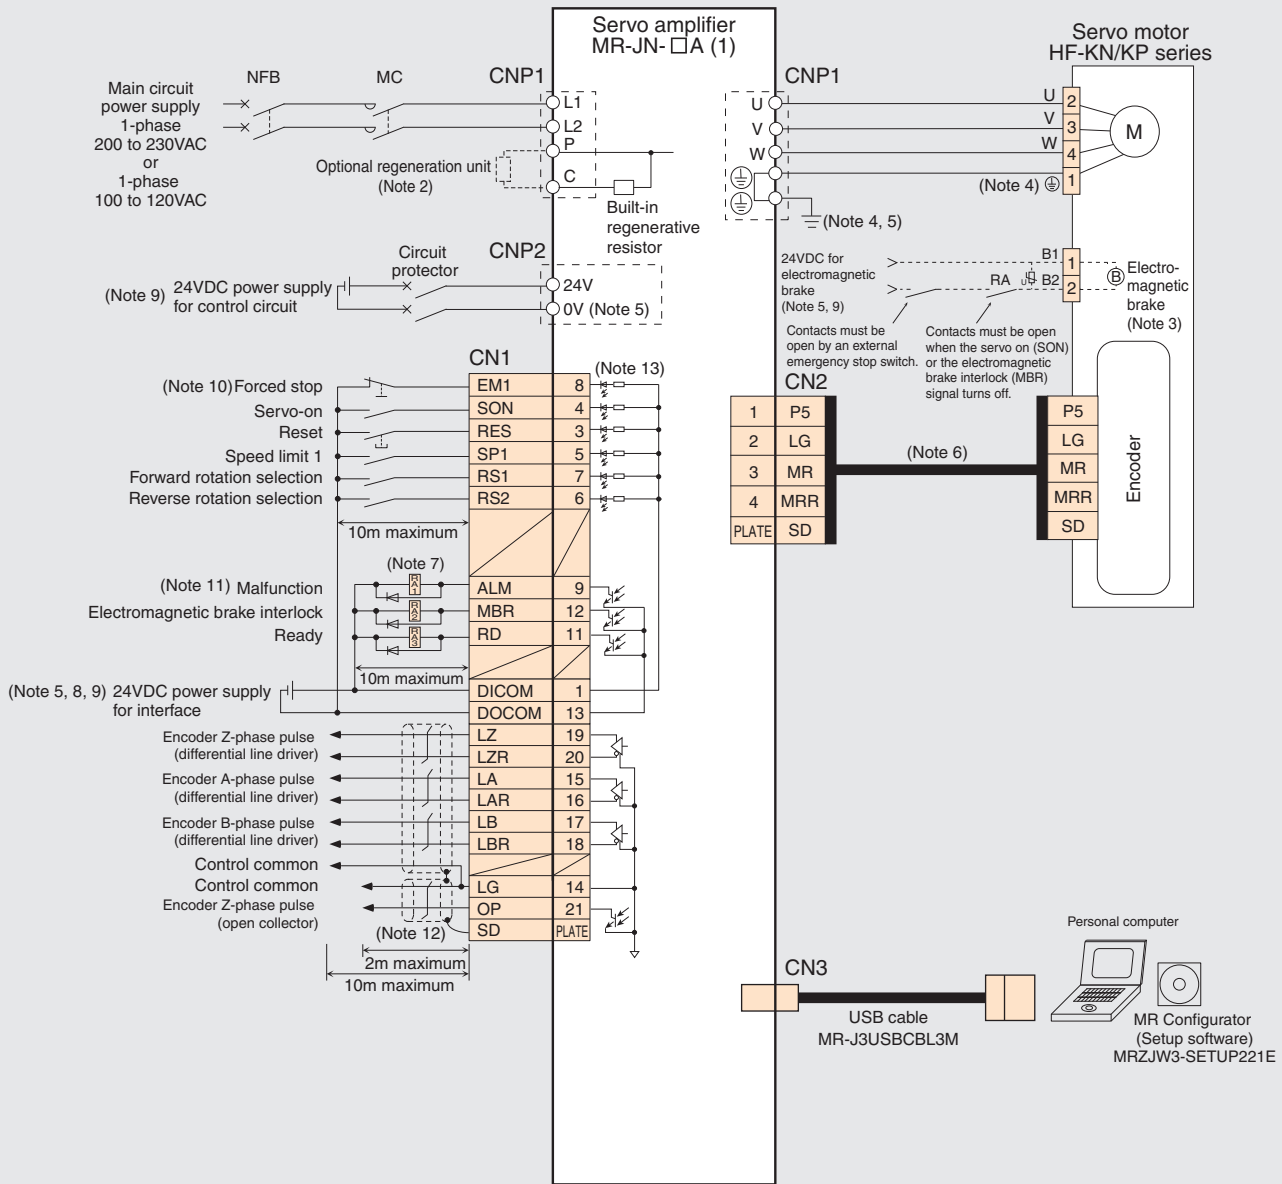 Servo amplifier
MR-JN-□A (1)
Servo motor
HF-KN/KP series
Main circuit
power supply
1-phase
200 to 230VAC
or
1-phase
100 to 120VAC
NFB
MC
CNP1
L1
L2
P
C
Optional regeneration unit
(Note 2)
Built-in
regenerative
resistor
CNP1
U
V
W
U
V
W
2
3
4
1
M
(Note 4)
(Note 4, 5)
Circuit
protector
CNP2
(Note 9)
24VDC power supply
for control circuit
24V
0V (Note 5)
24VDC for
electromagnetic
brake
(Note 5, 9)
RA
U
B1
B2
1
2
B
Electro-
magnetic
brake
(Note 3)
Contacts must be
open by an external
emergency stop switch.
Contacts must be open
when the servo on (SON)
or the electromagnetic
brake interlock (MBR)
signal turns off.
CN1
(Note 13)
(Note 10) Forced stop
EM1
8
Servo-on
SON
4
Reset
RES
3
Speed limit 1
SP1
5
Forward rotation selection
RS1
7
Reverse rotation selection
RS2
6
10m maximum
(Note 7)
(Note 11) Malfunction
RA1
ALM
9
Electromagnetic brake interlock
RA2
MBR
12
Ready
RA3
RD
11
10m maximum
(Note 5, 8, 9) 24VDC power supply
for interface
DICOM
1
DOCOM
13
Encoder Z-phase pulse
(differential line driver)
LZ
19
LZR
20
Encoder A-phase pulse
(differential line driver)
LA
15
LAR
16
Encoder B-phase pulse
(differential line driver)
LB
17
LBR
18
Control common
Control common
LG
14
Encoder Z-phase pulse
(open collector)
OP
21
(Note 12)
SD
PLATE
2m maximum
10m maximum
CN2
1
P5
2
LG
3
MR
4
MRR
PLATE
SD
(Note 6)
P5
LG
MR
MRR
SD
Encoder
CN3
USB cable
MR-J3USBCBL3M
Personal computer
MR Configurator
(Setup software)
MRZJW3-SETUP221E